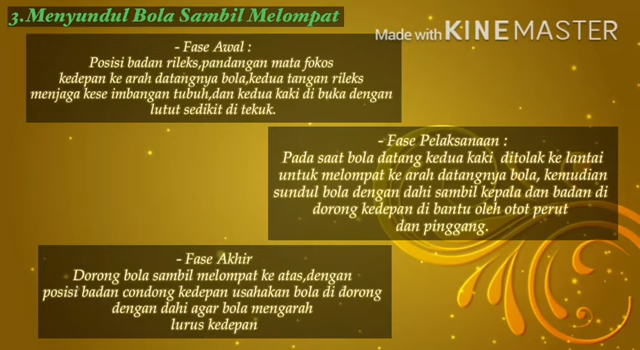 3.Menyundul Bola Sambil Melompat
Made with KINEMASTER
- Fase Awal :
Posisi badan rileks,pandangan mata fokos
kedepan ke arah datangnya bola,kedua tangan rileks
menjaga kese imbangan tubuh,dan kedua kaki di buka dengan
lutut sedikit di tekuk.
- Fase Pelaksanaan :
Pada saat bola datang kedua kaki ditolak ke lantai
untuk melompat ke arah datangnya bola, kemudian
sundul bola dengan dahi sambil kepala dan badan di
dorong kedepan di bantu oleh otot perut
dan pinggang.
- Fase Akhir
Dorong bola sambil melompat ke atas,dengan
posisi badan condong kedepan usahakan bola di dorong
dengan dahi agar bola mengarah
lurus kedepan